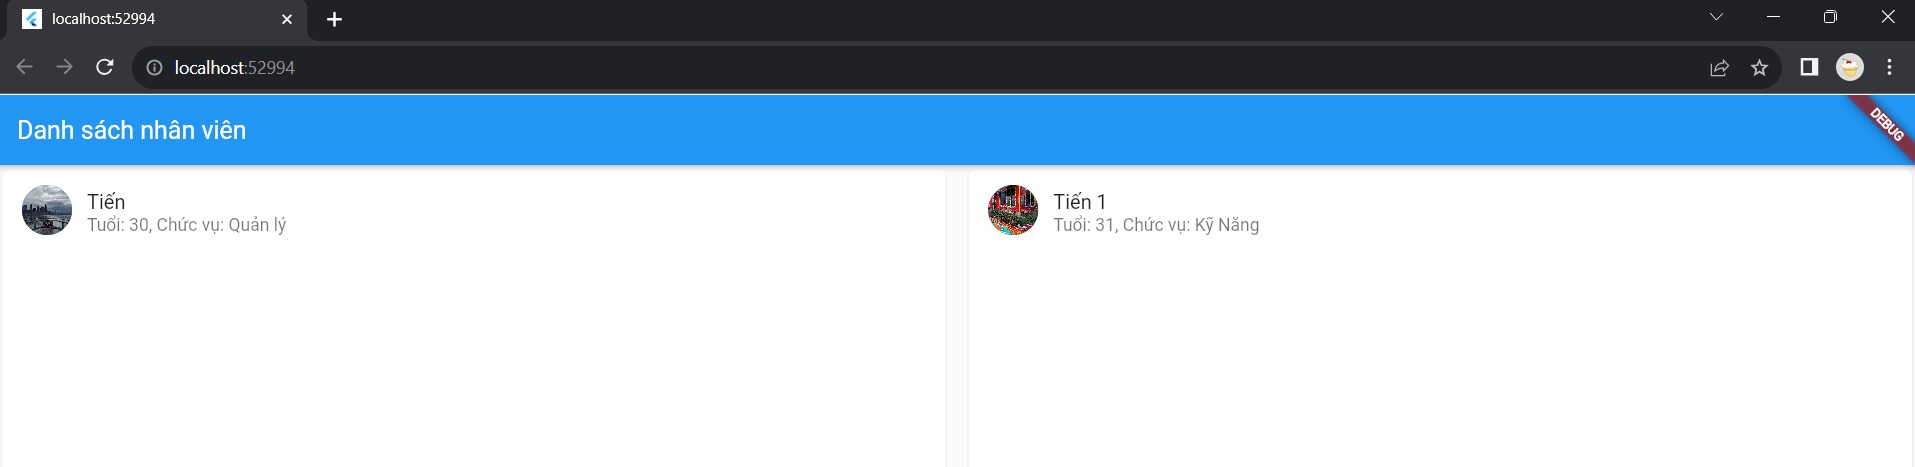 localhost:52994
localhost:52994
Danh sách nhân viên
DEBUG
Tiến
Tuổi: 30, Chức vụ: Quản lý
Tiến 1
Tuổi: 31, Chức vụ: Kỹ Năng